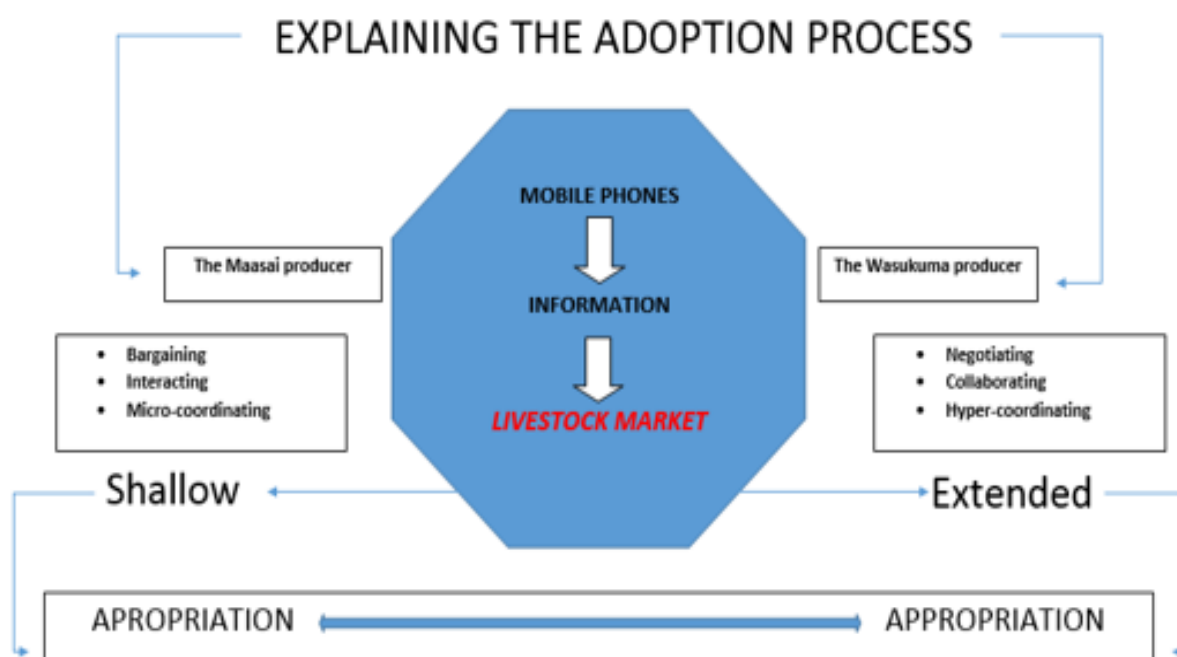 EXPLAINING THE ADOPTION PROCESS
MOBILE PHONES
The Maasai producer
The Wasukuma producer
INFORMATION
• Bargaining
• Interacting
• Micro-coordinating
• Negotiating
• Collaborating
• Hyper-coordinating
LIVESTOCK MARKET
Shallow
Extended
APROPRIATION
APPROPRIATION